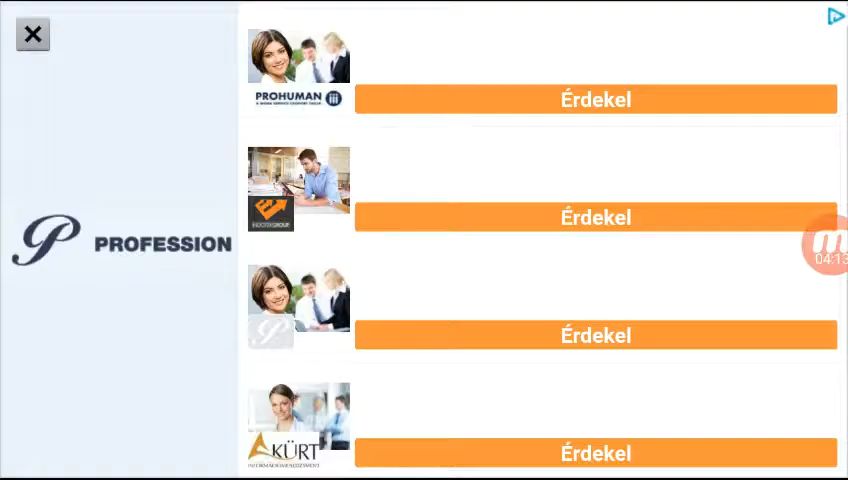 PROHUMAN
Érdekel
Érdekel
PROFESSION
04:13
Érdekel
KÜRT
Érdekel